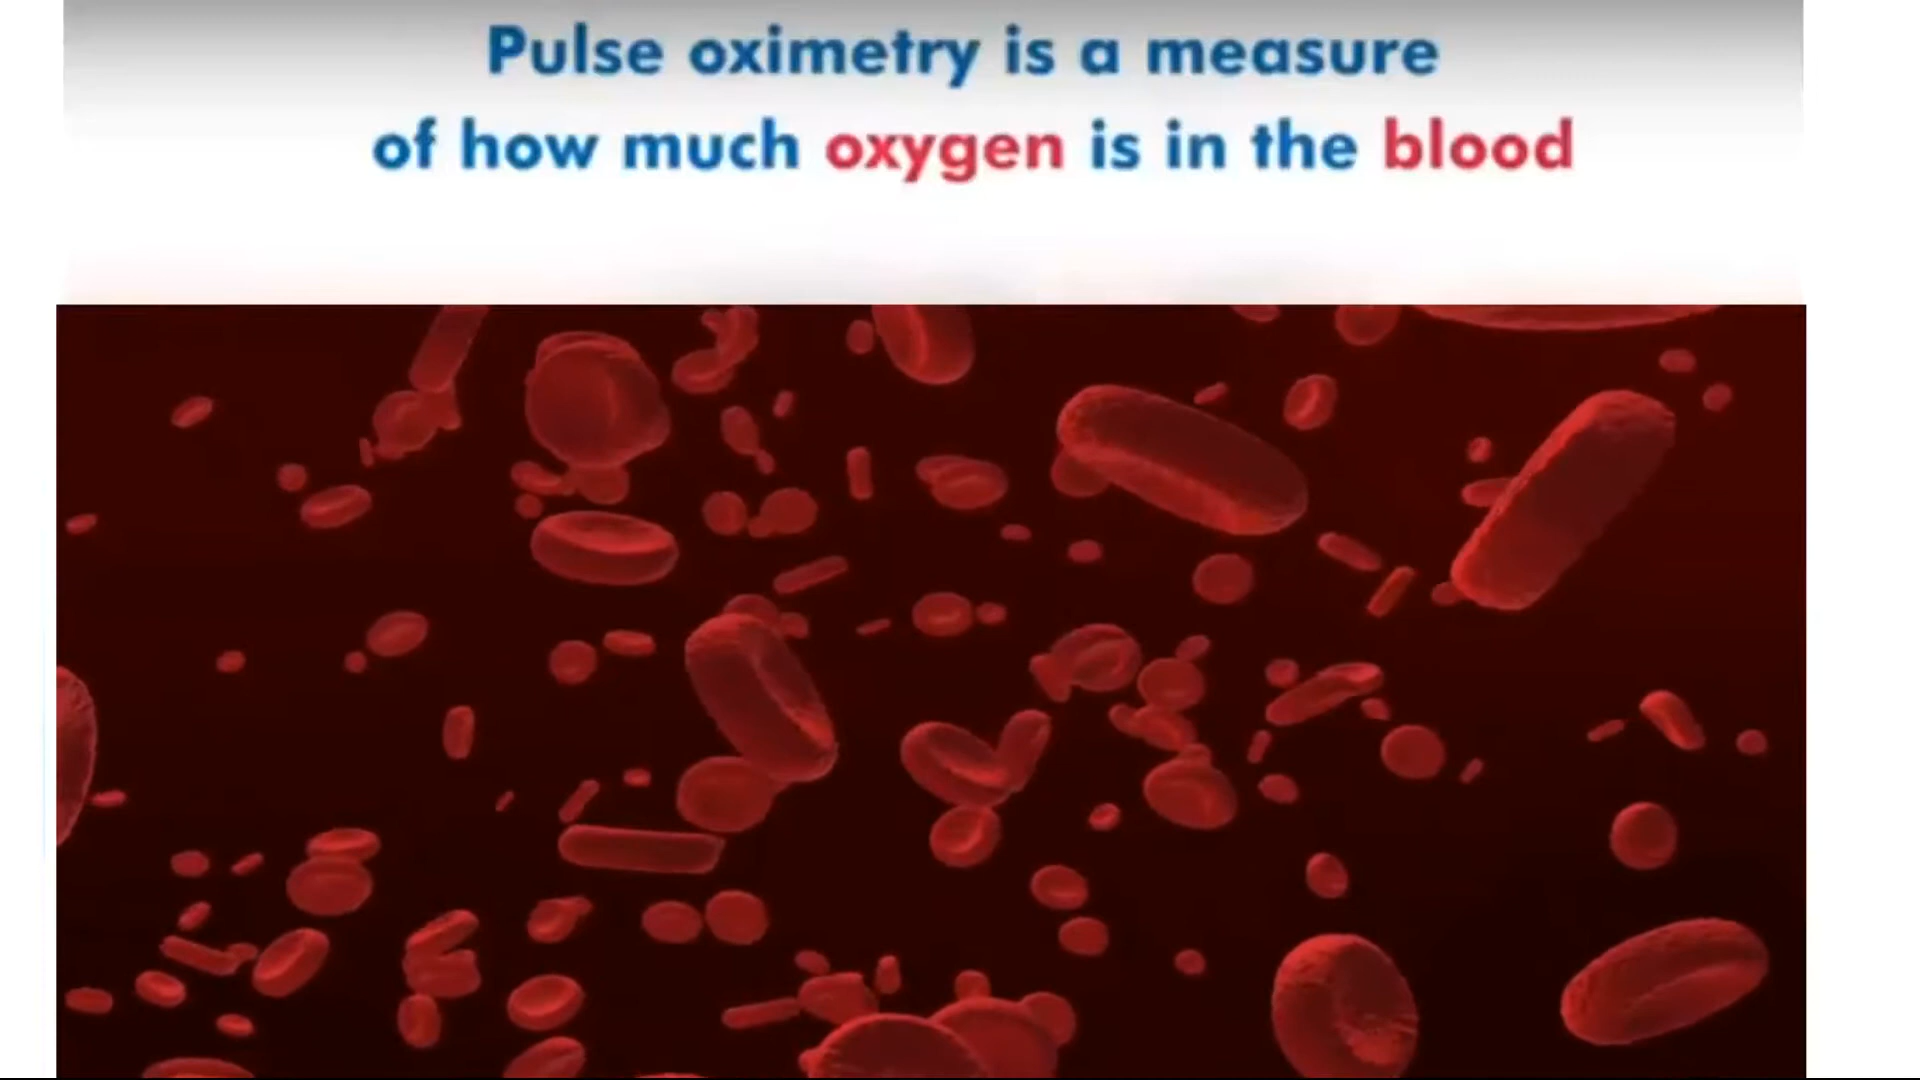 Pulse oximetry is a measure
of how much oxygen is in the blood